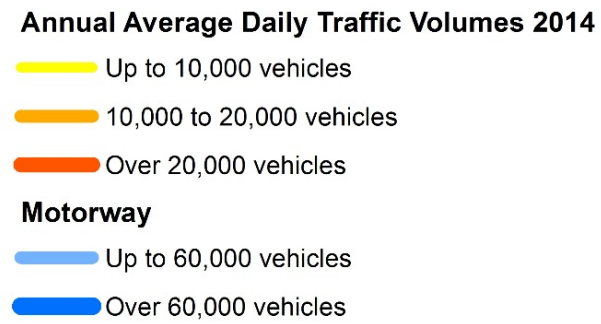 Annual Average Daily Traffic Volumes 2014
Up to 10,000 vehicles
10,000 to 20,000 vehicles
Over 20,000 vehicles
Motorway
Up to 60,000 vehicles
Over 60,000 vehicles